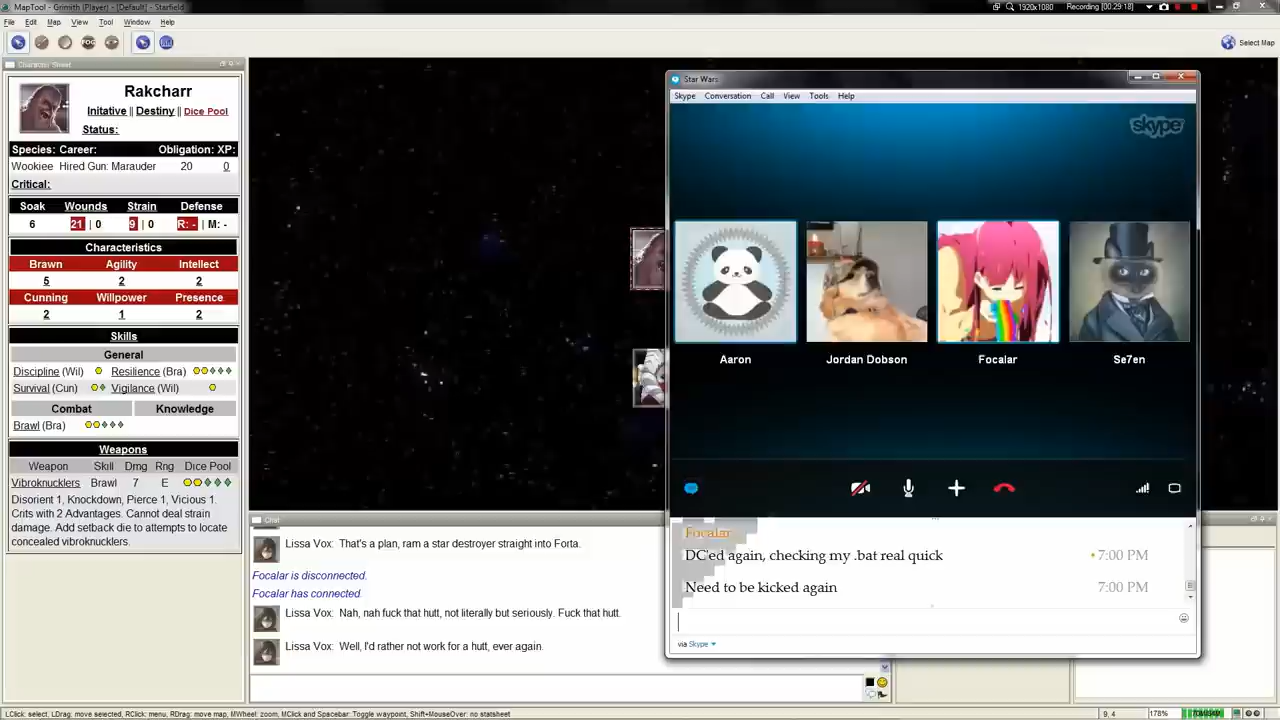 MapTool - Grimith (Player) - [Default] - Starfield
1920x1080
Recording [00:29:18]
File Edit Map View Tool Window Help
FOG
Select Map
Character Sheet
Rakcharr
Initative || Destiny || Dice Pool
Status:
Species: Career: Obligation: XP:
Wookiee Hired Gun: Marauder 20 0
Critical:
Soak Wounds Strain Defense
6 21 | 0 9 | 0 R: - | M: -
Characteristics
Brawn Agility Intellect
5 2 2
Cunning Willpower Presence
2 1 2
Skills
General
Discipline (Wil) Resilience (Bra)
Survival (Cun) Vigilance (Wil)
Combat Knowledge
Brawl (Bra)
Weapons
Weapon Skill Dmg Rng Dice Pool
Vibroknucklers Brawl 7 E
Disorient 1, Knockdown, Pierce 1, Vicious 1.
Crits with 2 Advantages. Cannot deal strain
damage. Add setback die to attempts to locate
concealed vibroknucklers.
Star Wars
Skype Conversation Call View Tools Help
skype
Aaron Jordan Dobson Focalar Se7en
Focalar
DC'ed again, checking my .bat real quick 7:00 PM
Need to be kicked again 7:00 PM
via Skype
Chat
Lissa Vox: That's a plan, ram a star destroyer straight into Forta.
Focalar is disconnected.
Focalar has connected.
Lissa Vox: Nah, nah fuck that hutt, not literally but seriously. Fuck that hutt.
Lissa Vox: Well, I'd rather not work for a hutt, ever again.
LClick: select, LDrag: move selected, RClick: menu, RDrag: move map, MWheel: zoom, MClick and Spacebar: Toggle waypoint, Shift+MouseOver: no statsheet
9, 4
178%